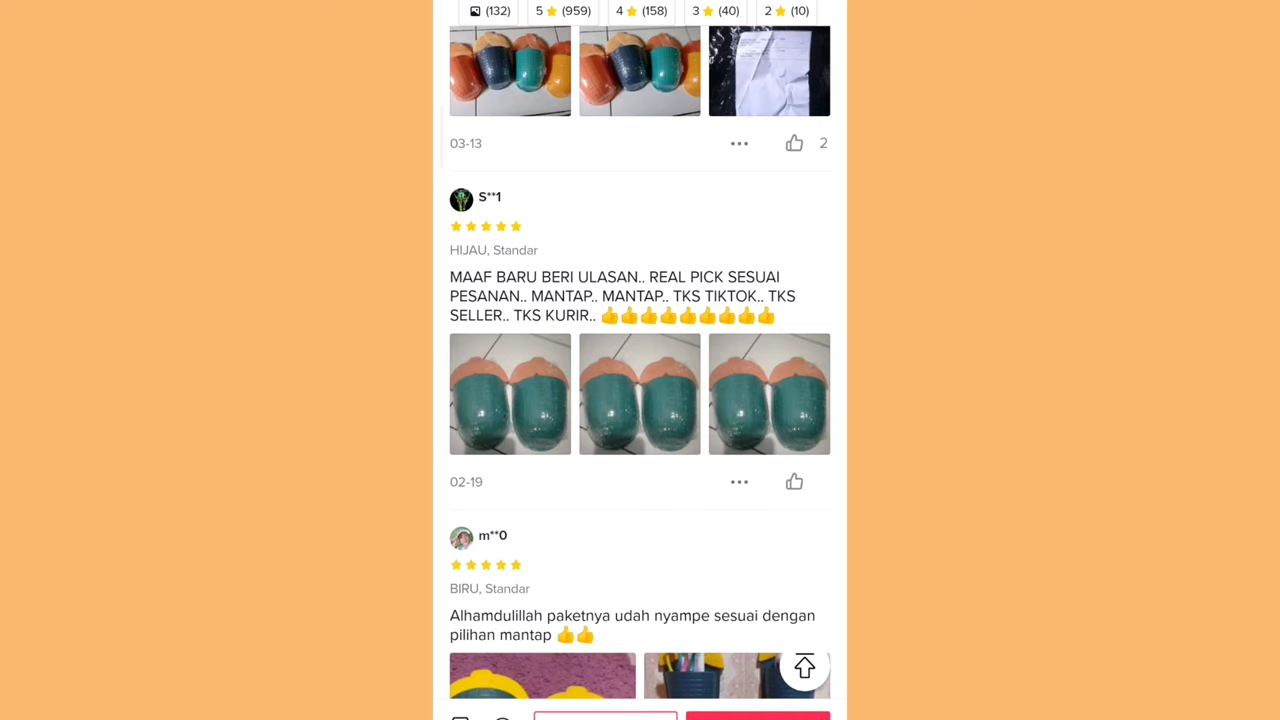 (132) 5 ⭐ (959) 4 ⭐ (158) 3 ⭐ (40) 2 ⭐ (10)
03-13 2
S**1
HIJAU, Standar
MAAF BARU BERI ULASAN.. REAL PICK SESUAI
PESANAN.. MANTAP.. MANTAP.. TKS TIKTOK.. TKS
SELLER.. TKS KURIR.. 👍👍👍👍👍👍👍👍👍
02-19
m**0
BIRU, Standar
Alhamdulillah paketnya udah nyampe sesuai dengan
pilihan mantap 👍👍